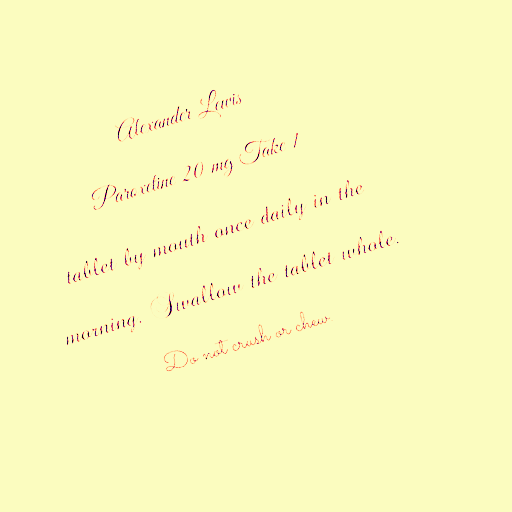 Alexander Lewis
Paroxetine 20 mg Take 1
tablet by mouth once daily in the
morning. Swallow the tablet whole.
Do not crush or chew